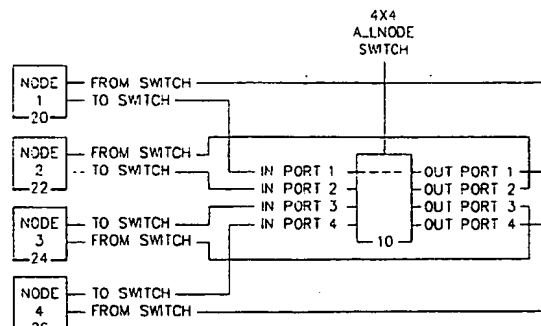 4X4
ALLNODE
SWITCH
NODE
1
20
FROM SWITCH
TO SWITCH
NODE
2
22
FROM SWITCH
TO SWITCH
IN PORT 1
IN PORT 2
IN PORT 3
IN PORT 4
10
OUT PORT 1
OUT PORT 2
OUT PORT 3
OUT PORT 4
NODE
3
24
TO SWITCH
FROM SWITCH
NODE
4
TO SWITCH
FROM SWITCH